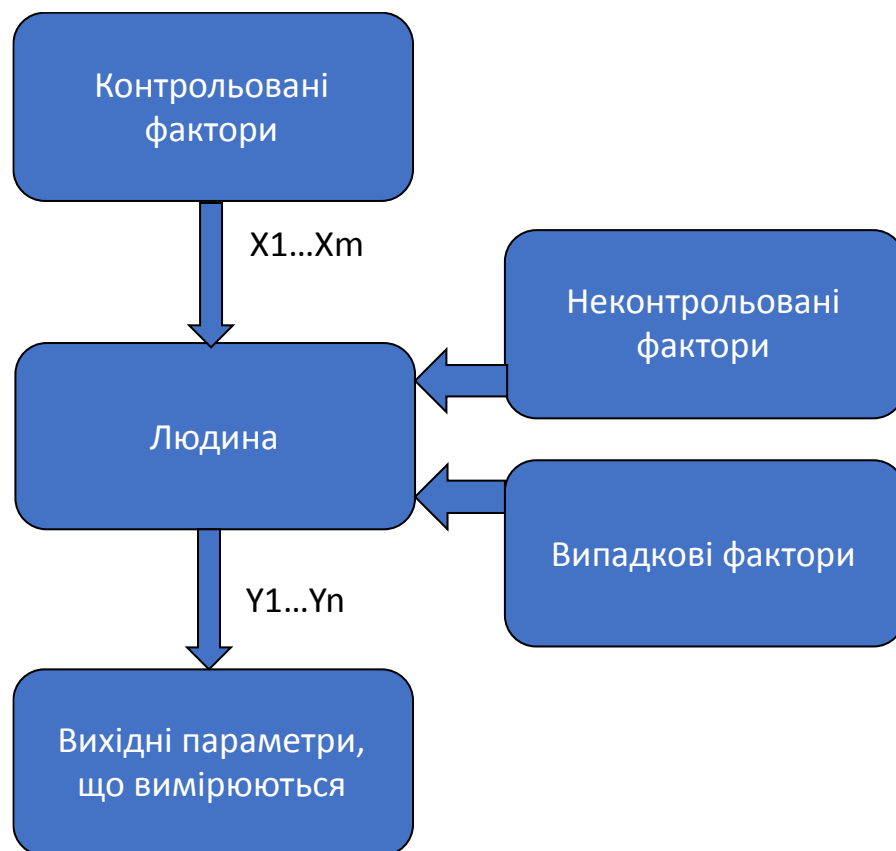 Контрольовані
фактори
X1...Xm
Неконтрольовані
фактори
Людина
Випадкові фактори
Y1...Yn
Вихідні параметри,
що вимірюються